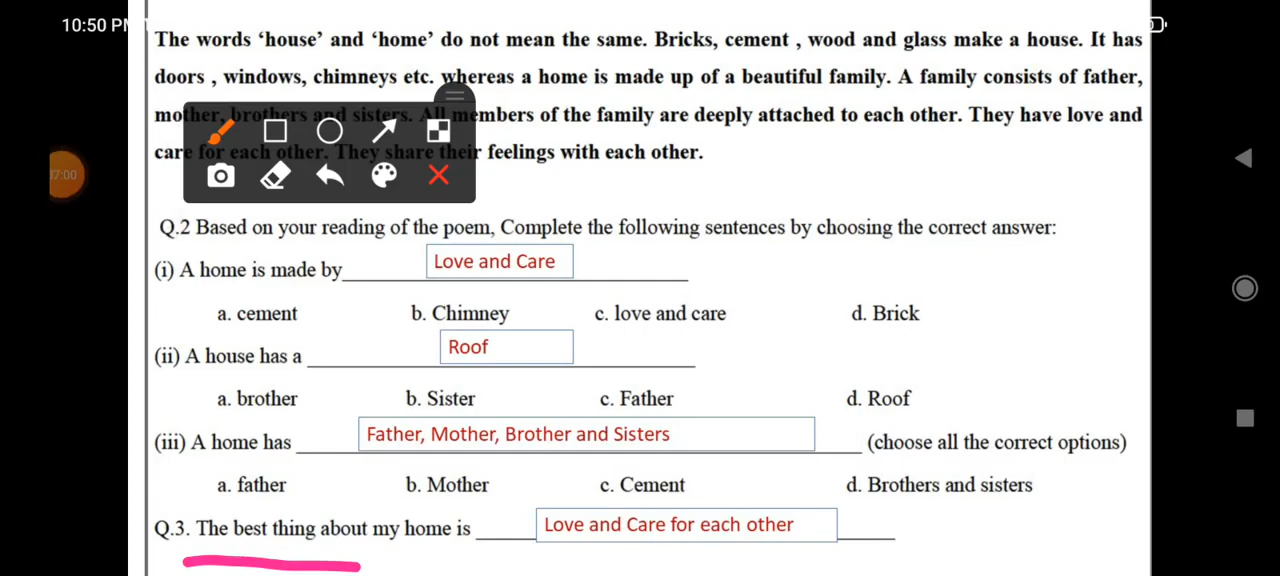 10:50 PM
The words ‘house’ and ‘home’ do not mean the same. Bricks, cement , wood and glass make a house. It has
doors , windows, chimneys etc. whereas a home is made up of a beautiful family. A family consists of father,
mother, brothers and sisters. All members of the family are deeply attached to each other. They have love and
care for each other. They share their feelings with each other.
07:00
Q.2 Based on your reading of the poem, Complete the following sentences by choosing the correct answer:
(i) A home is made by Love and Care
a. cement b. Chimney c. love and care d. Brick
(ii) A house has a Roof
a. brother b. Sister c. Father d. Roof
(iii) A home has Father, Mother, Brother and Sisters (choose all the correct options)
a. father b. Mother c. Cement d. Brothers and sisters
Q.3. The best thing about my home is Love and Care for each other